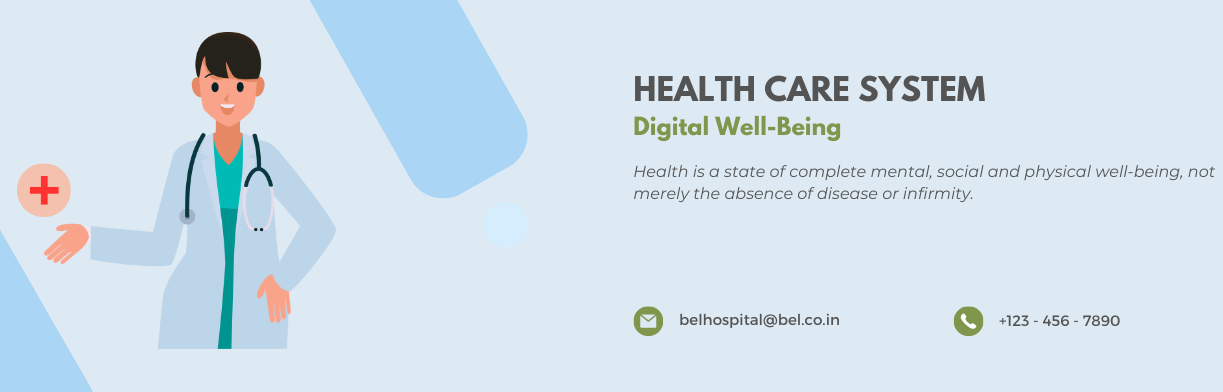 HEALTH CARE SYSTEM
Digital Well-Being
Health is a state of complete mental, social and physical well-being, not
merely the absence of disease or infirmity.
belhospital@bel.co.in
+123 - 456 - 7890